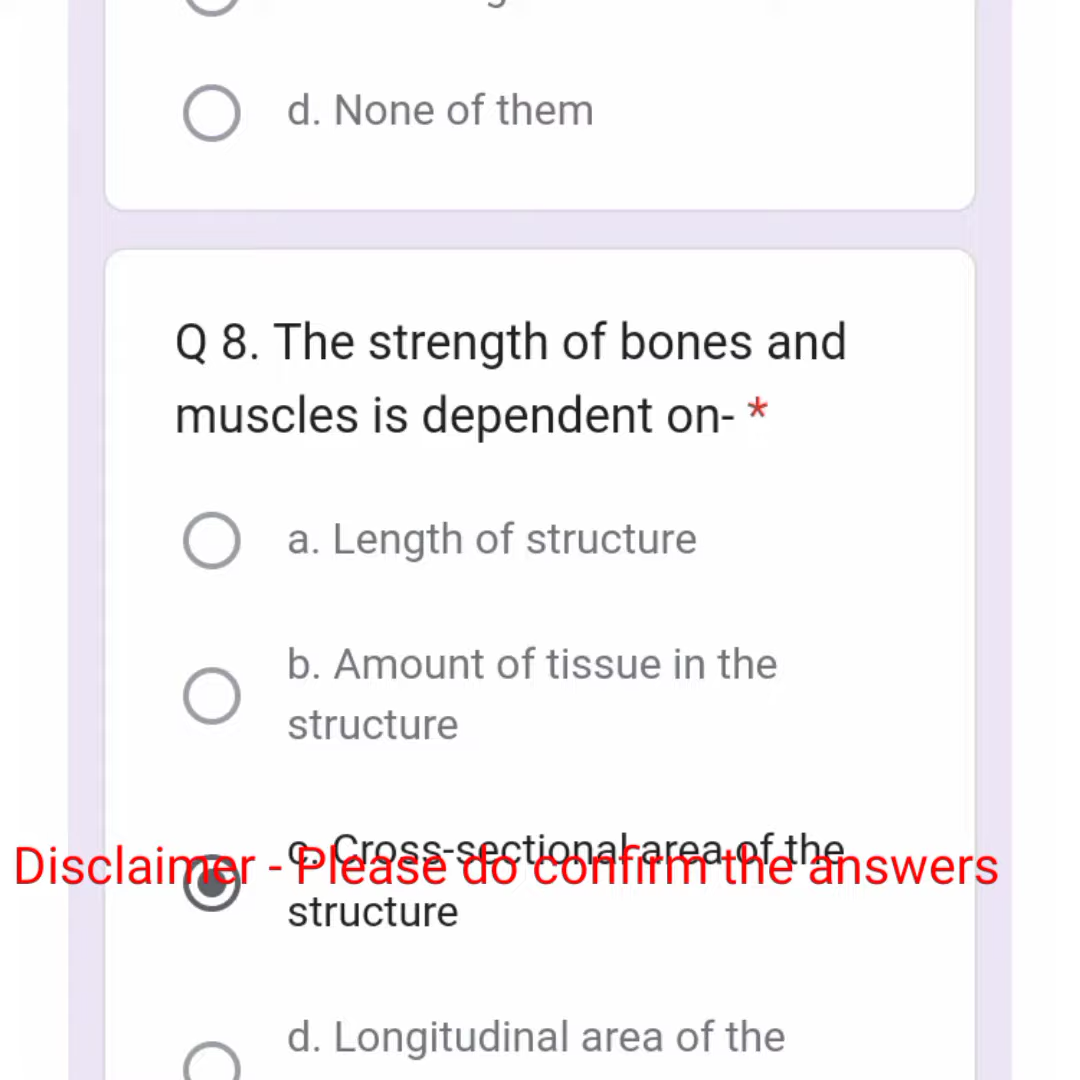 d. None of them
Q 8. The strength of bones and
muscles is dependent on- *
a. Length of structure
b. Amount of tissue in the
structure
c. Cross-sectional area of the
Disclaimer - Please do confirm the answers
structure
d. Longitudinal area of the